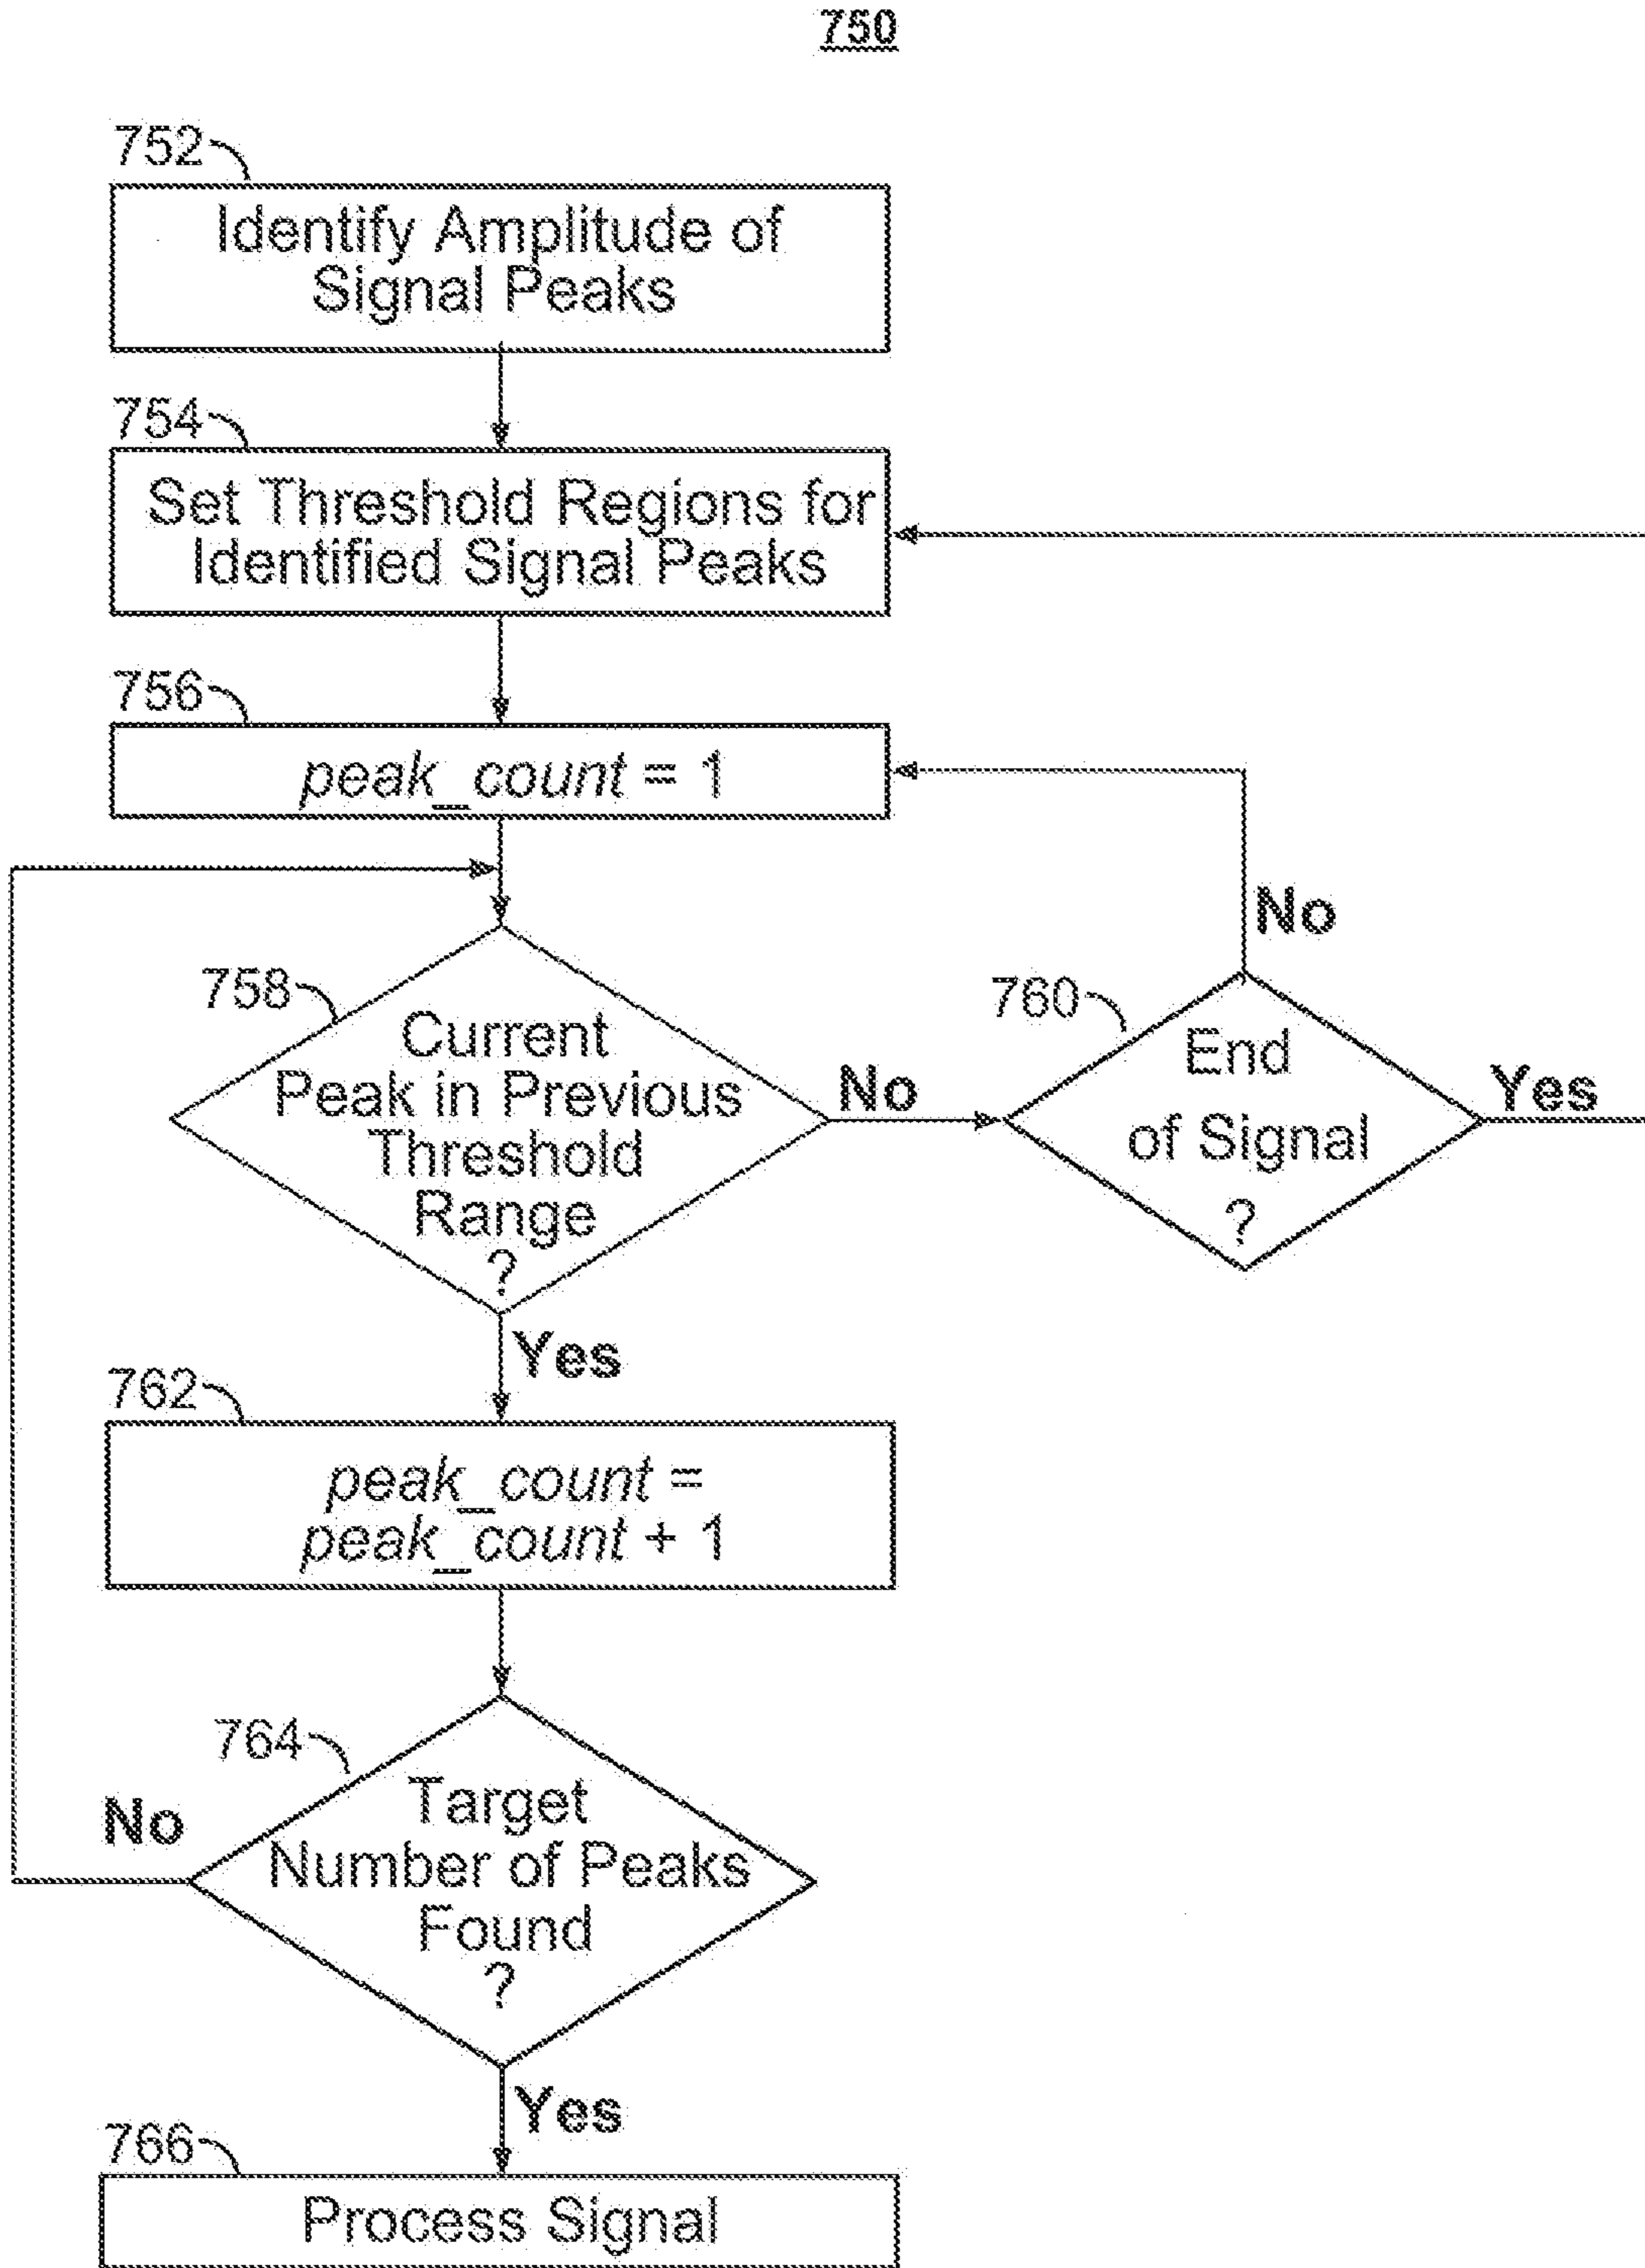 750
752
Identify Amplitude of
Signal Peaks
754
Set Threshold Regions for
Identified Signal Peaks
756
peak_count = 1
No
758
Current
Peak in Previous
Threshold
Range
?
No
760
End
of Signal
?
Yes
Yes
762
peak_count =
peak_count + 1
764
Target
Number of Peaks
Found
?
No
Yes
766
Process Signal